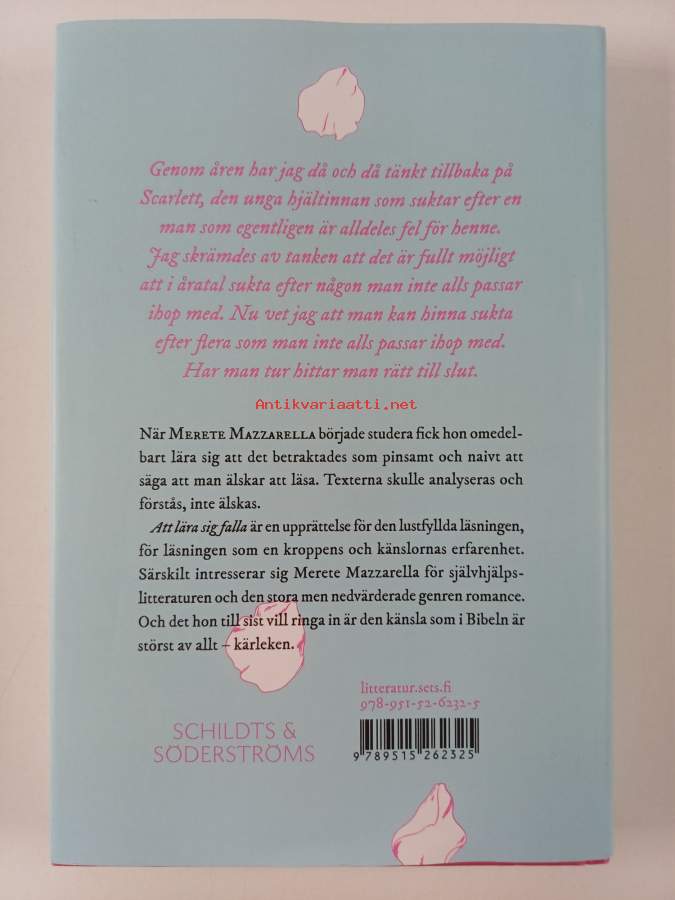 Genom åren har jag då och då tänkt tillbaka på
Scarlett, den unga hjältinnan som suktar efter en
man som egentligen är alldeles fel för henne.
Jag skrämdes av tanken att det är fullt möjligt
att i åratal sukta efter någon man inte alls passar
ihop med. Nu vet jag att man kan hinna sukta
efter flera som man inte alls passar ihop med.
Har man tur hittar man rätt till slut.
Antikvariaatti.net
När MERETE MAZZARELLA började studera fick hon omedel-
bart lära sig att det betraktades som pinsamt och naivt att
säga att man älskar att läsa. Texterna skulle analyseras och
förstås, inte älskas.
Att lära sig falla är en upprättelse för den lustfyllda läsningen,
för läsningen som en kroppens och känslornas erfarenhet.
Särskilt intresserar sig Merete Mazzarella för självhjälps-
litteraturen och den stora men nedvärderade genren romance.
Och det hon till sist vill ringa in är den känsla som i Bibeln är
störst av allt – kärleken.
litteratur.sets.fi
978-951-52-6232-5
SCHILDTS &
SÖDERSTRÖMS
9 789515 262325